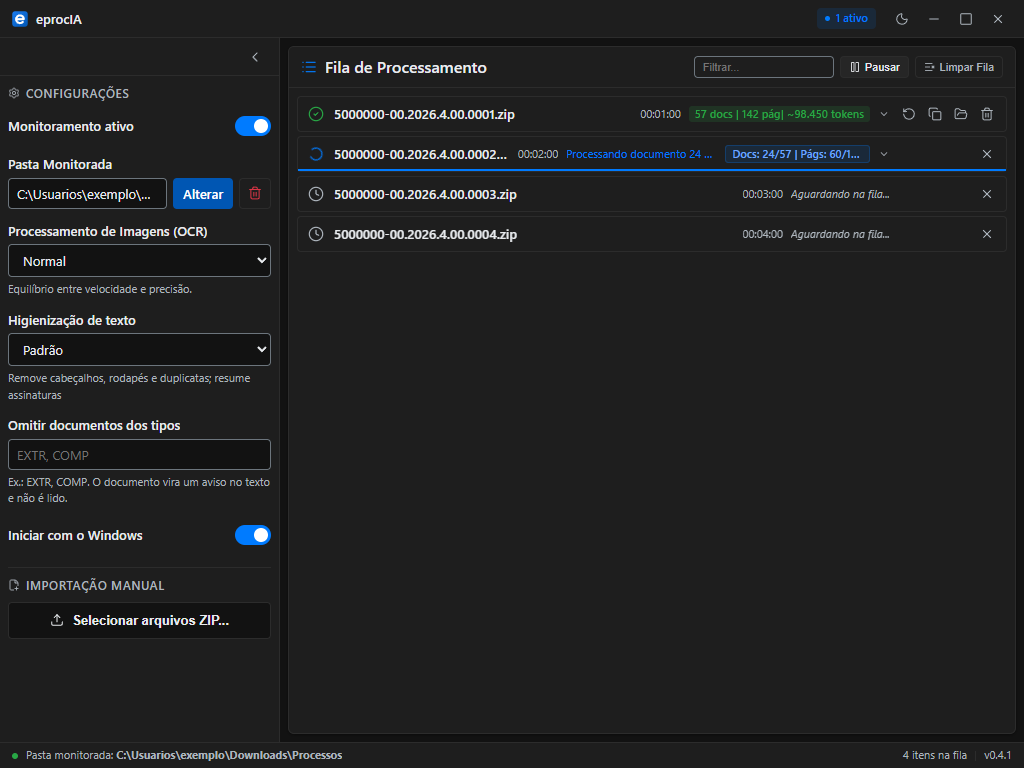 eprocIA
1 ativo
CONFIGURAÇÕES
Monitoramento ativo
Pasta Monitorada
C:\Usuarios\exemplo\...
Alterar
Processamento de Imagens (OCR)
Normal
Equilíbrio entre velocidade e precisão.
Higienização de texto
Padrão
Remove cabeçalhos, rodapés e duplicatas; resume
assinaturas
Omitir documentos dos tipos
EXTR, COMP
Ex.: EXTR, COMP. O documento vira um aviso no texto
e não é lido.
Iniciar com o Windows
IMPORTAÇÃO MANUAL
Selecionar arquivos ZIP...
Fila de Processamento
Filtrar...
Pausar
Limpar Fila
5000000-00.2026.4.00.0001.zip
00:01:00
57 docs | 142 pág| ~98.450 tokens
5000000-00.2026.4.00.0002...
00:02:00
Processando documento 24 ...
Docs: 24/57 | Págs: 60/1...
5000000-00.2026.4.00.0003.zip
00:03:00
Aguardando na fila...
5000000-00.2026.4.00.0004.zip
00:04:00
Aguardando na fila...
Pasta monitorada: C:\Usuarios\exemplo\Downloads\Processos
4 itens na fila
v0.4.1